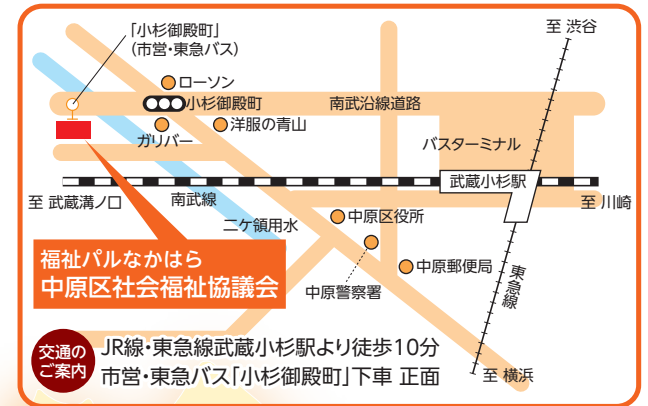 「小杉御殿町」
(市営・東急バス)
至 渋谷
ローソン
小杉御殿町
南武沿線道路
ガリバー
洋服の青山
バスターミナル
武蔵小杉駅
至 武蔵溝ノ口
南武線
至 川崎
二ケ領用水
中原区役所
福祉パルなかはら
中原区社会福祉協議会
中原警察署
中原郵便局
東急線
交通の
ご案内
JR線・東急線武蔵小杉駅より徒歩10分
市営・東急バス「小杉御殿町」下車 正面
至 横浜